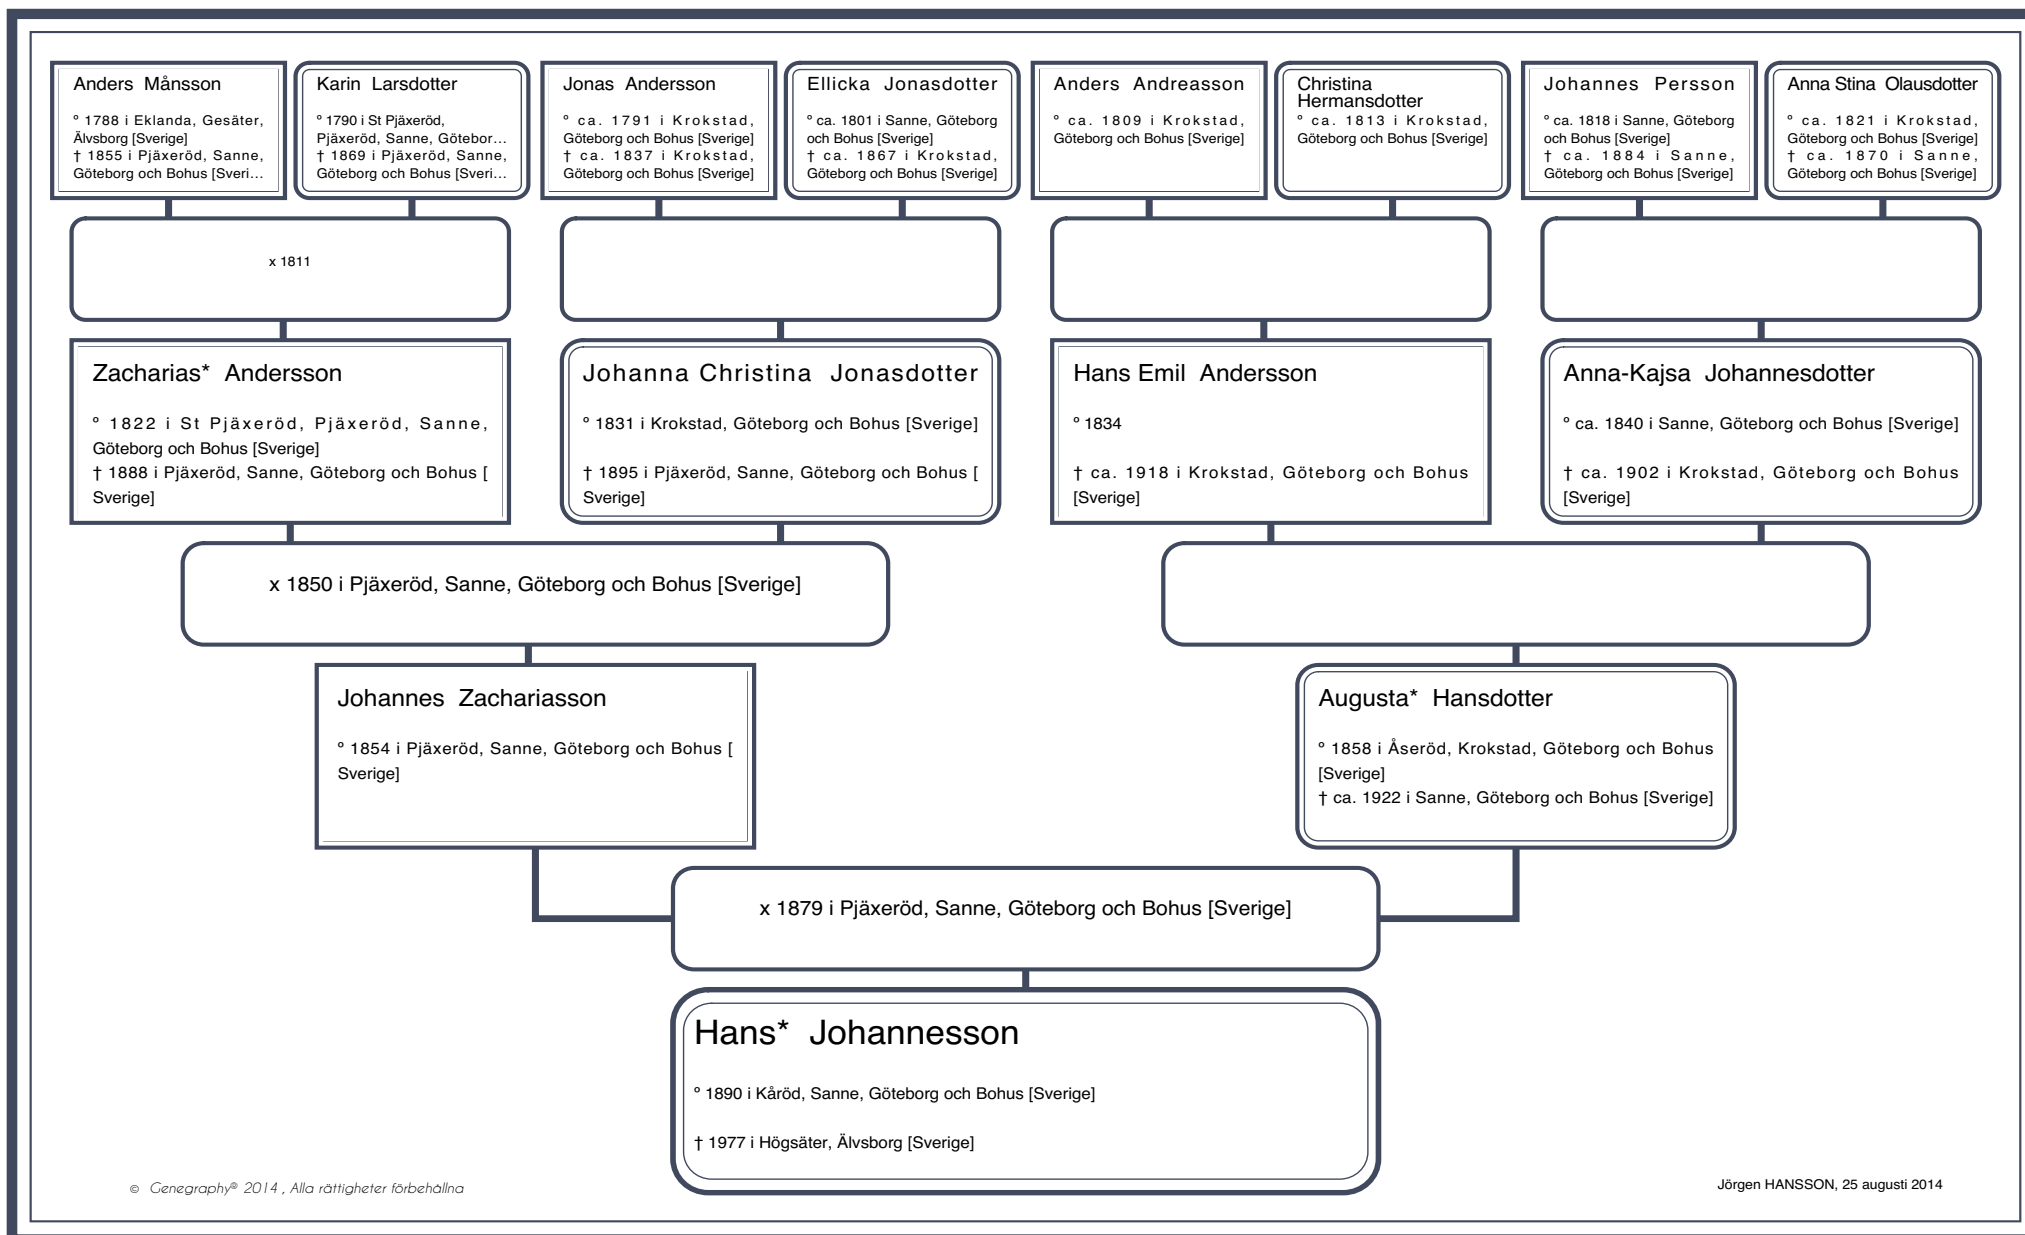 Anders Månsson
º 1788 i Eklanda, Gesäter,
Älvsborg [Sverige]
† 1855 i Pjäxeröd, Sanne,
Göteborg och Bohus [Sveri…
Karin Larsdotter
º 1790 i St Pjäxeröd,
Pjäxeröd, Sanne, Götebor…
† 1869 i Pjäxeröd, Sanne,
Göteborg och Bohus [Sveri…
Jonas Andersson
º ca. 1791 i Krokstad,
Göteborg och Bohus [Sverige]
† ca. 1837 i Krokstad,
Göteborg och Bohus [Sverige]
Ellicka Jonasdotter
º ca. 1801 i Sanne, Göteborg
och Bohus [Sverige]
† ca. 1867 i Krokstad,
Göteborg och Bohus [Sverige]
Anders Andreasson
º ca. 1809 i Krokstad,
Göteborg och Bohus [Sverige]
Christina
Hermansdotter
º ca. 1813 i Krokstad,
Göteborg och Bohus [Sverige]
Johannes Persson
º ca. 1818 i Sanne, Göteborg
och Bohus [Sverige]
† ca. 1884 i Sanne,
Göteborg och Bohus [Sverige]
Anna Stina Olausdotter
º ca. 1821 i Krokstad,
Göteborg och Bohus [Sverige]
† ca. 1870 i Sanne,
Göteborg och Bohus [Sverige]
x 1811
Zacharias* Andersson
º 1822 i St Pjäxeröd, Pjäxeröd, Sanne,
Göteborg och Bohus [Sverige]
† 1888 i Pjäxeröd, Sanne, Göteborg och Bohus [
Sverige]
Johanna Christina Jonasdotter
º 1831 i Krokstad, Göteborg och Bohus [Sverige]
† 1895 i Pjäxeröd, Sanne, Göteborg och Bohus [
Sverige]
Hans Emil Andersson
º 1834
† ca. 1918 i Krokstad, Göteborg och Bohus
[Sverige]
Anna-Kajsa Johannesdotter
º ca. 1840 i Sanne, Göteborg och Bohus [Sverige]
† ca. 1902 i Krokstad, Göteborg och Bohus
[Sverige]
x 1850 i Pjäxeröd, Sanne, Göteborg och Bohus [Sverige]
Johannes Zachariasson
º 1854 i Pjäxeröd, Sanne, Göteborg och Bohus [
Sverige]
Augusta* Hansdotter
º 1858 i Åseröd, Krokstad, Göteborg och Bohus
[Sverige]
† ca. 1922 i Sanne, Göteborg och Bohus [Sverige]
x 1879 i Pjäxeröd, Sanne, Göteborg och Bohus [Sverige]
Hans* Johannesson
º 1890 i Kåröd, Sanne, Göteborg och Bohus [Sverige]
† 1977 i Högsäter, Älvsborg [Sverige]
© Genegraphy® 2014 , Alla rättigheter förbehållna
Jörgen HANSSON, 25 augusti 2014